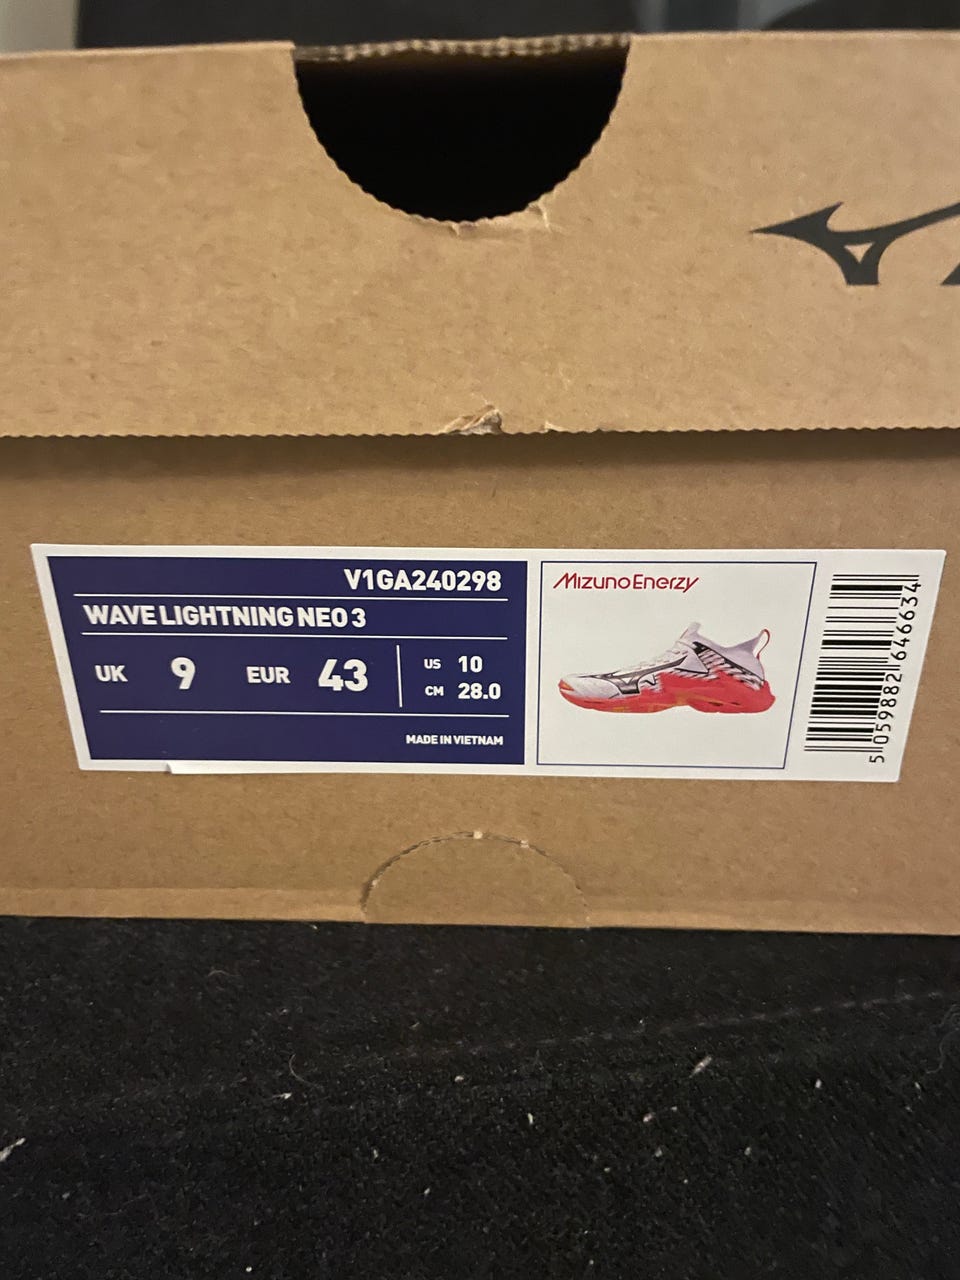 V1GA240298
WAVE LIGHTNING NEO 3
UK 9 EUR 43 US 10
CM 28.0
MADE IN VIETNAM
MizunoEnerzy
5 059882 646634